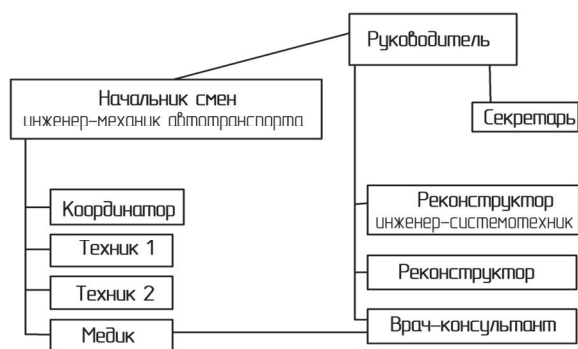 Руководитель
Начальник смен
инженер-механик автотранспорта
Секретарь
Координатор
Техник 1
Техник 2
Медик
Реконструктор
инженер-системотехник
Реконструктор
Врач-консультант